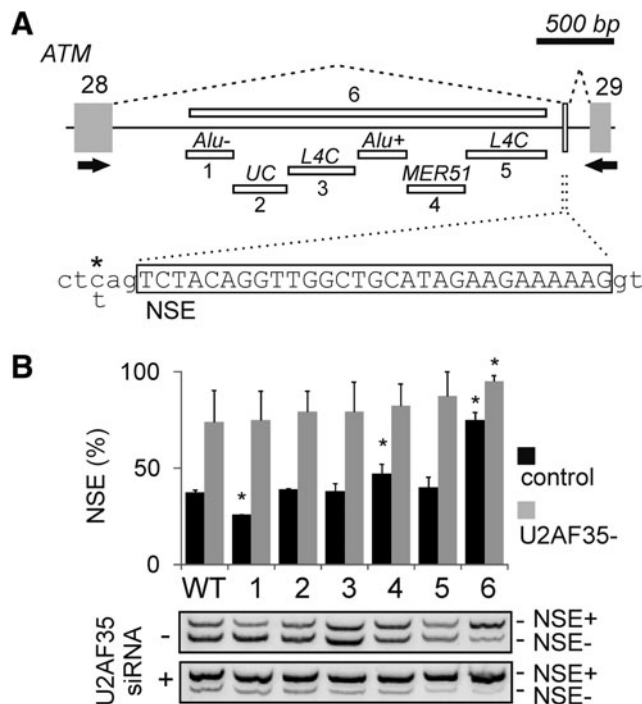 A
500 bp
ATM
28
29
6
Alu-
1
UC
2
L4C
3
Alu+
MER51
4
L4C
5
*
ctcagTCTACAGGTTGGCTGCATAGAAGAAAAAGgt
t
NSE
B
NSE (%)
100
50
0
*
*
*
*
control
U2AF35-
WT 1 2 3 4 5 6
U2AF35 siRNA
-
- NSE+
- NSE-
+
- NSE+
- NSE-